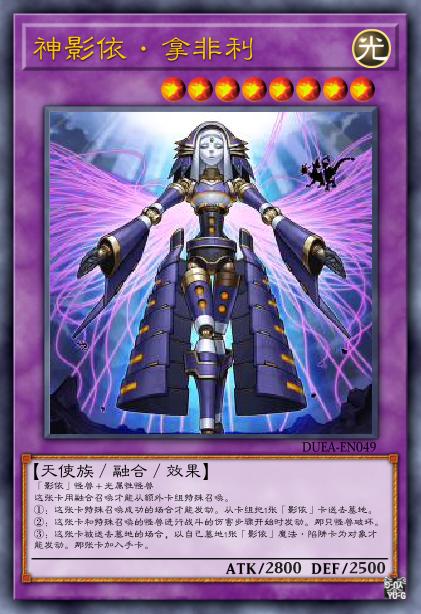 神影依・拿非利
光
DUEA-EN049
【天使族／融合／效果】
「影依」怪兽＋光属性怪兽
这张卡用融合召唤才能从额外卡组特殊召唤。
①：这张卡特殊召唤成功的场合才能发动。从卡组把1张「影依」卡送去墓地。
②：这张卡和特殊召唤的怪兽进行战斗的伤害步骤开始时发动。那只怪兽破坏。
③：这张卡被送去墓地的场合，以自己墓地1张「影依」魔法・陷阱卡为对象才
能发动。那张卡加入手卡。
ATK/2800 DEF/2500